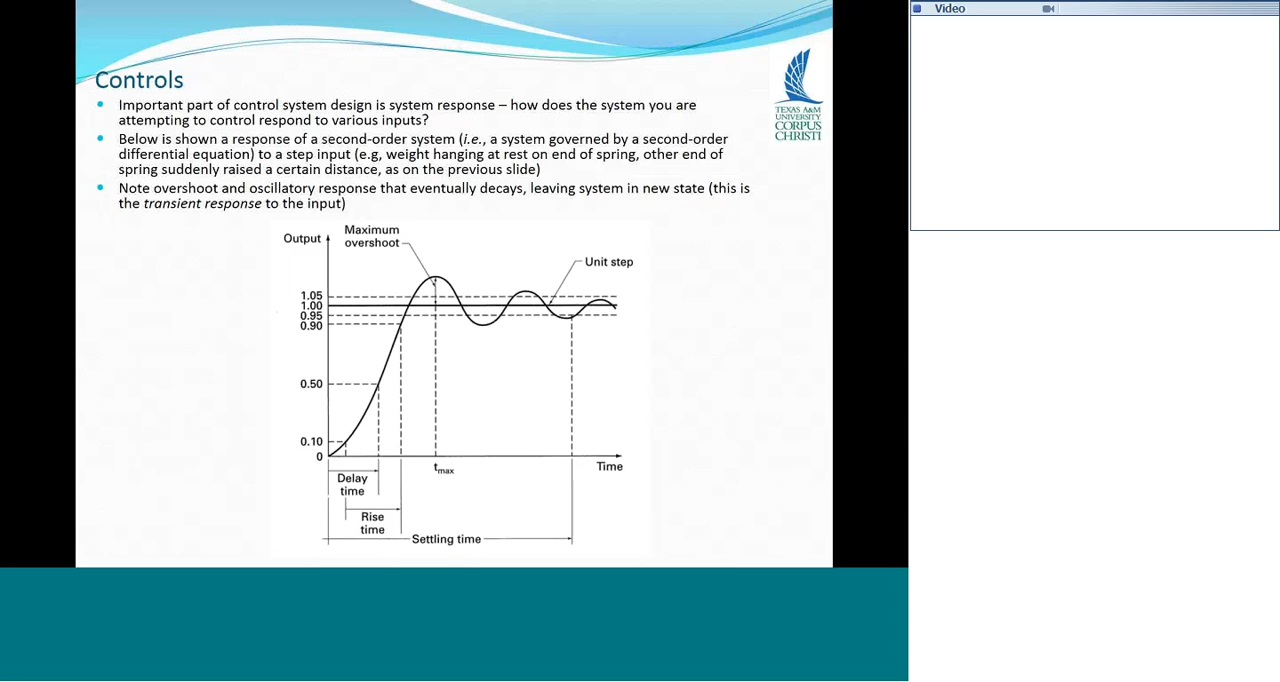 Video
Controls
TEXAS A&M
UNIVERSITY
CORPUS
CHRISTI
Important part of control system design is system response – how does the system you are
attempting to control respond to various inputs?
Below is shown a response of a second-order system (i.e., a system governed by a second-order
differential equation) to a step input (e.g, weight hanging at rest on end of spring, other end of
spring suddenly raised a certain distance, as on the previous slide)
Note overshoot and oscillatory response that eventually decays, leaving system in new state (this is
the transient response to the input)
Output
Maximum
overshoot
Unit step
1.05
1.00
0.95
0.90
0.50
0.10
0
tmax
Time
Delay
time
Rise
time
Settling time